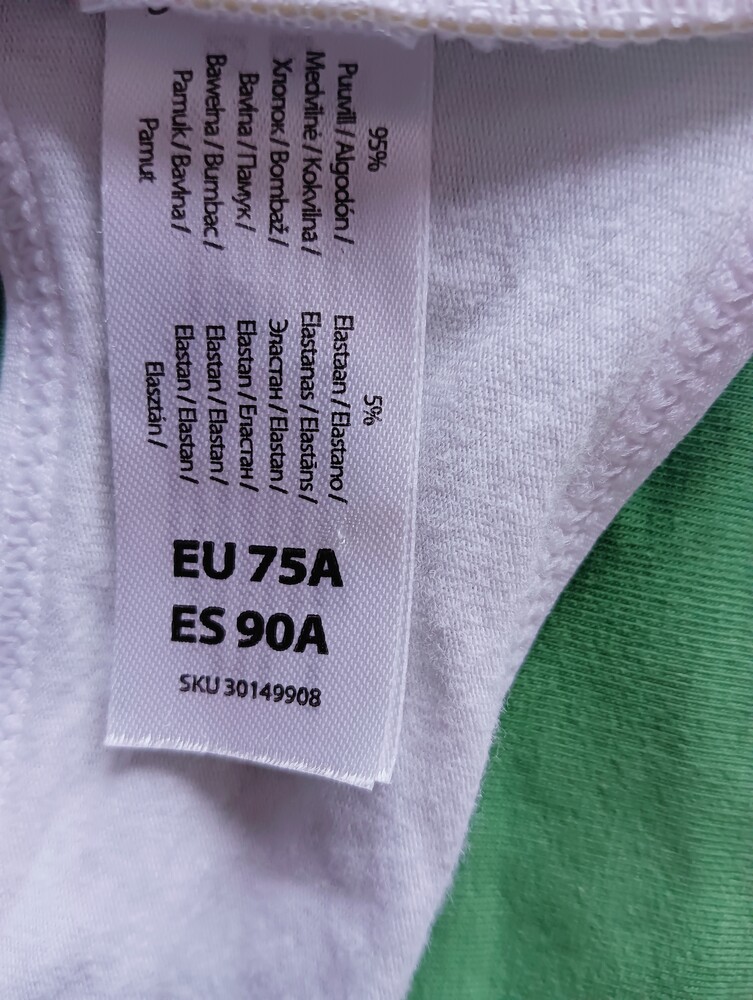 95%
Puuvill / Algodón /
Medvilnė / Kokvilna /
Хлопок / Bombaž /
Bavlna / Памук /
Bawełna / Bumbac /
Pamuk / Bavlna /
Pamut
5%
Elastaan / Elastano /
Elastanas / Elastāns /
Эластан / Elastan /
Elastan / Еластан /
Elastan / Elastan /
Elastan / Elastan /
Elasztán /
EU 75A
ES 90A
SKU 30149908